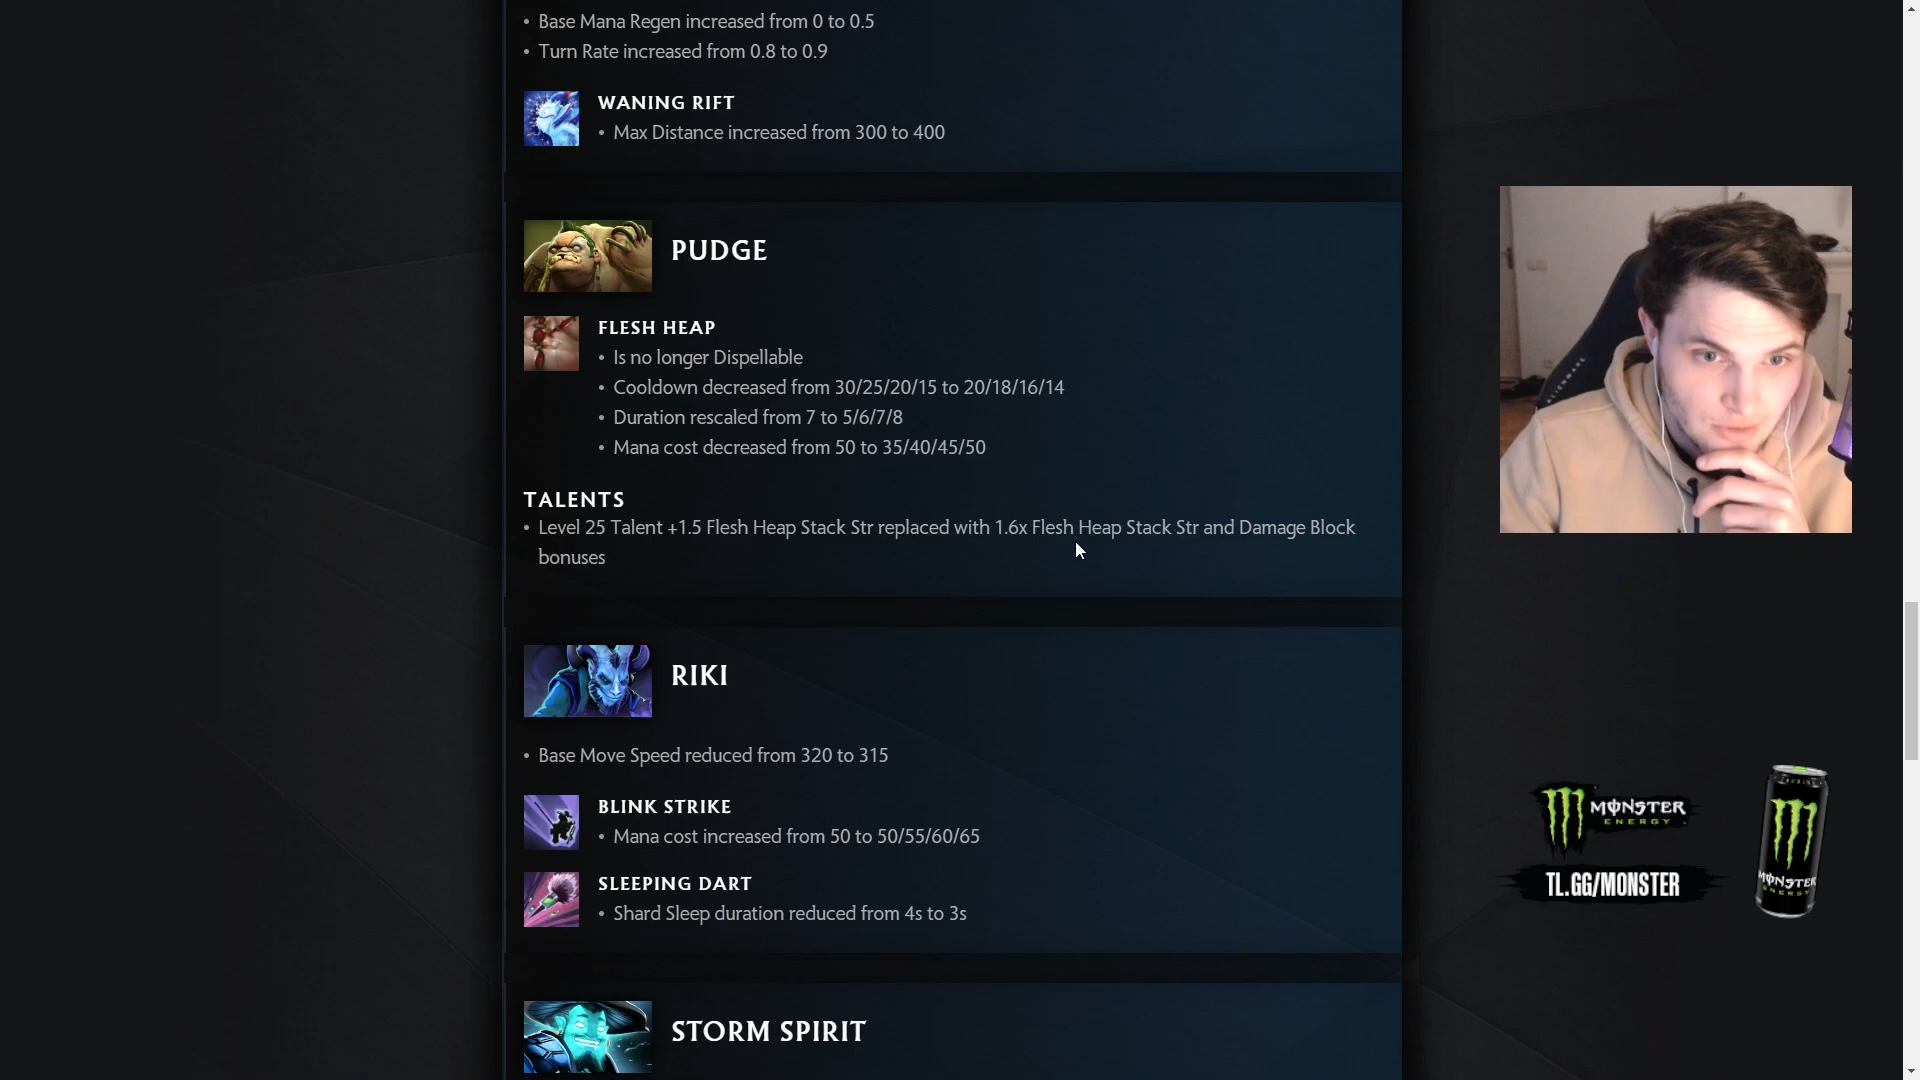 • Base Mana Regen increased from 0 to 0.5
• Turn Rate increased from 0.8 to 0.9
WANING RIFT
• Max Distance increased from 300 to 400
PUDGE
FLESH HEAP
• Is no longer Dispellable
• Cooldown decreased from 30/25/20/15 to 20/18/16/14
• Duration rescaled from 7 to 5/6/7/8
• Mana cost decreased from 50 to 35/40/45/50
TALENTS
• Level 25 Talent +1.5 Flesh Heap Stack Str replaced with 1.6x Flesh Heap Stack Str and Damage Block
bonuses
RIKI
• Base Move Speed reduced from 320 to 315
BLINK STRIKE
• Mana cost increased from 50 to 50/55/60/65
SLEEPING DART
• Shard Sleep duration reduced from 4s to 3s
STORM SPIRIT
ALIENWARE
MONSTER
ENERGY
TL.GG/MONSTER
MONSTER
ENERGY